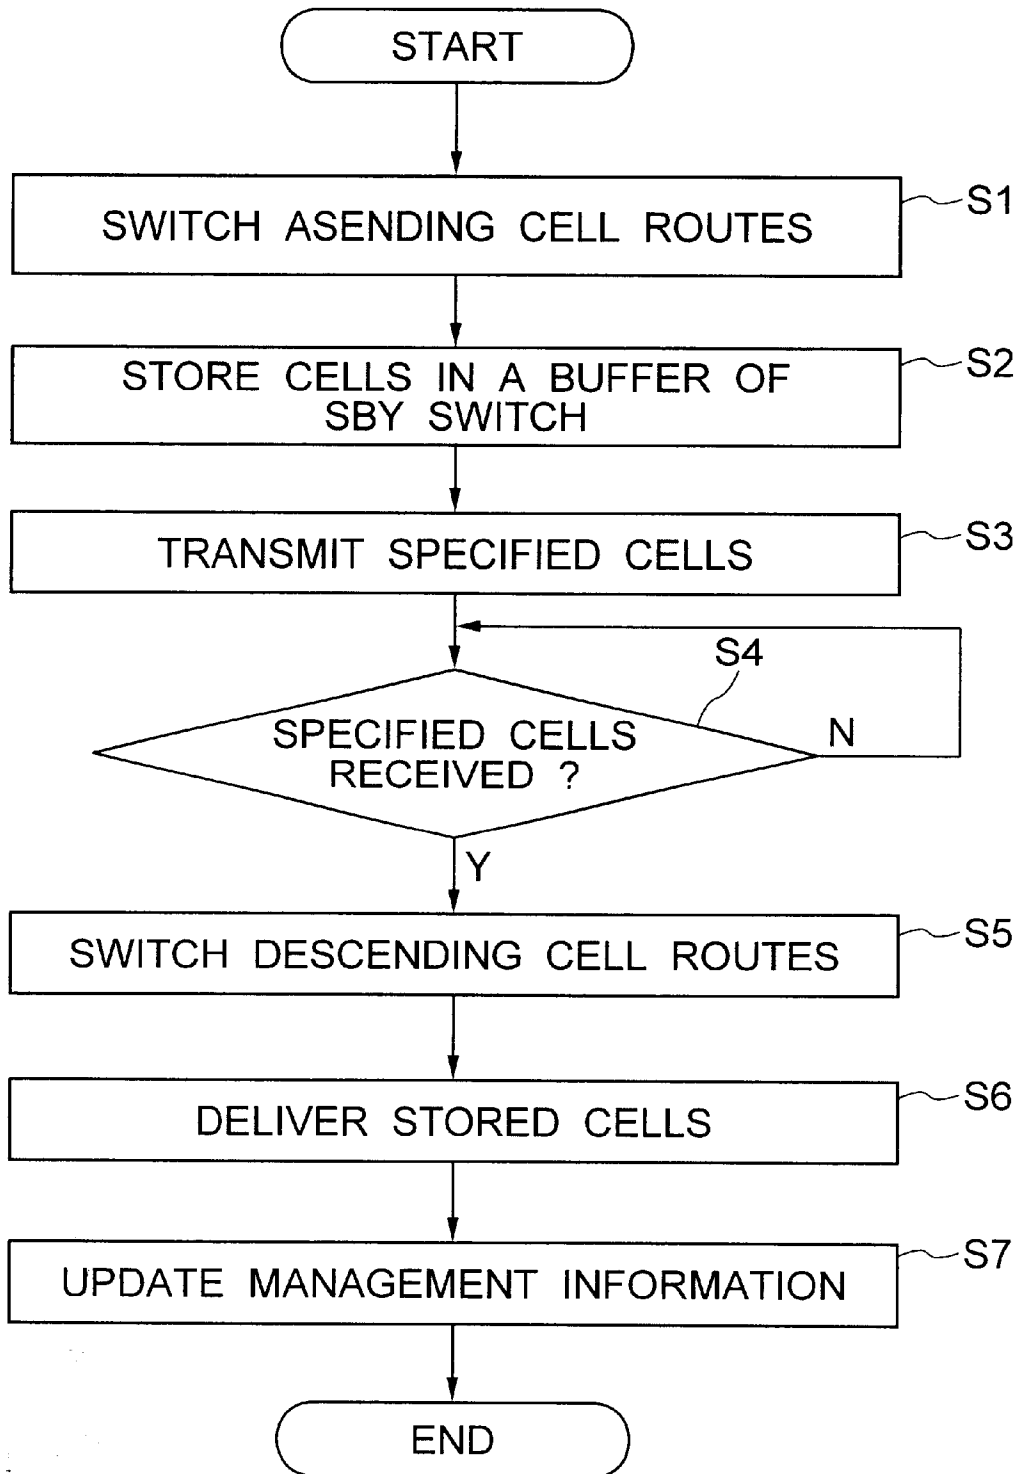 START
SWITCH ASENDING CELL ROUTES
S1
STORE CELLS IN A BUFFER OF
SBY SWITCH
S2
TRANSMIT SPECIFIED CELLS
S3
S4
SPECIFIED CELLS
RECEIVED ?
N
Y
SWITCH DESCENDING CELL ROUTES
S5
DELIVER STORED CELLS
S6
UPDATE MANAGEMENT INFORMATION
S7
END